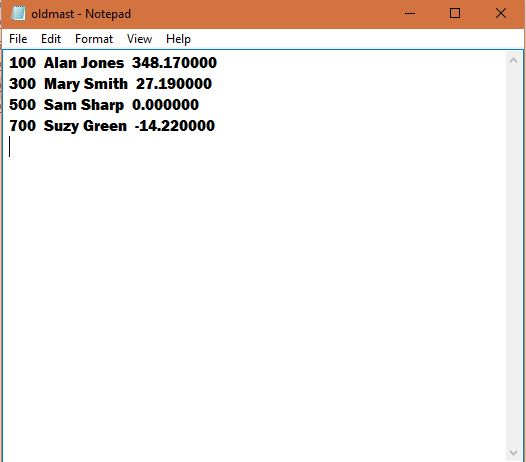 oldmast - Notepad
File Edit Format View Help
100 Alan Jones 348.170000
300 Mary Smith 27.190000
500 Sam Sharp 0.000000
700 Suzy Green -14.220000